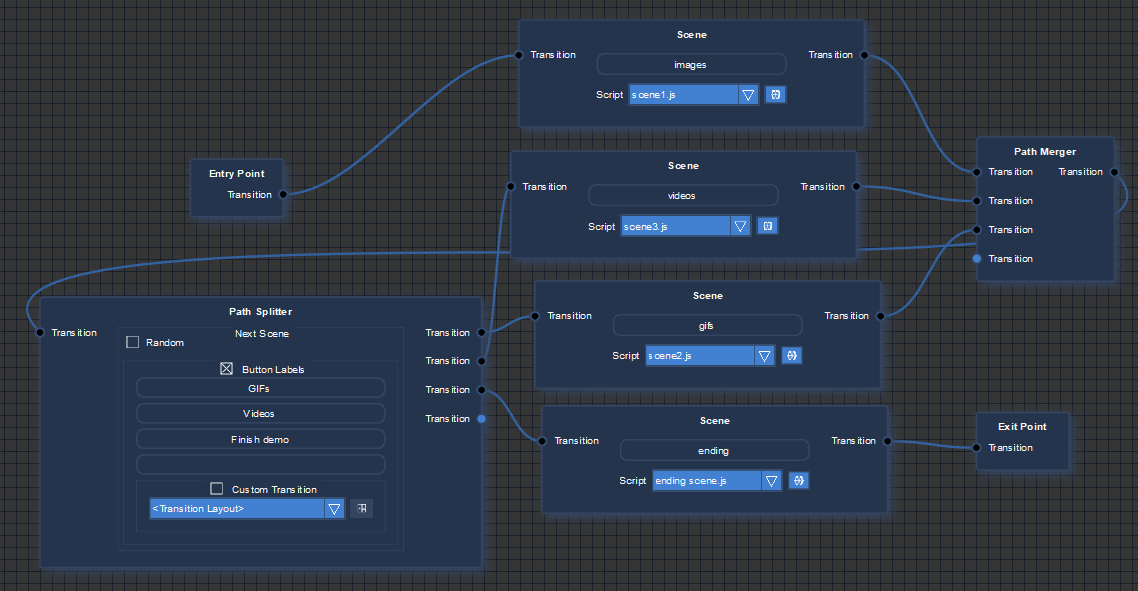 Scene
Transition
Transition
images
Script
scene1.js
Entry Point
Transition
Scene
Transition
Transition
videos
Script
scene3.js
Path Merger
Transition
Transition
Transition
Transition
Transition
Scene
Transition
Transition
gifs
Script
scene2.js
Path Splitter
Transition
Next Scene
Transition
Random
Transition
Button Labels
GIFs
Transition
Videos
Transition
Finish demo
Custom Transition
<Transition Layout>
Scene
Transition
Transition
ending
Script
ending scene.js
Exit Point
Transition